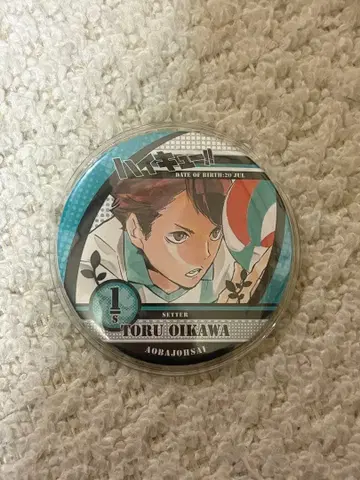 ハイキュー!!
DATE OF BIRTH:20 JUL
1
S
SETTER
TORU OIKAWA
AOBAJOHSAI